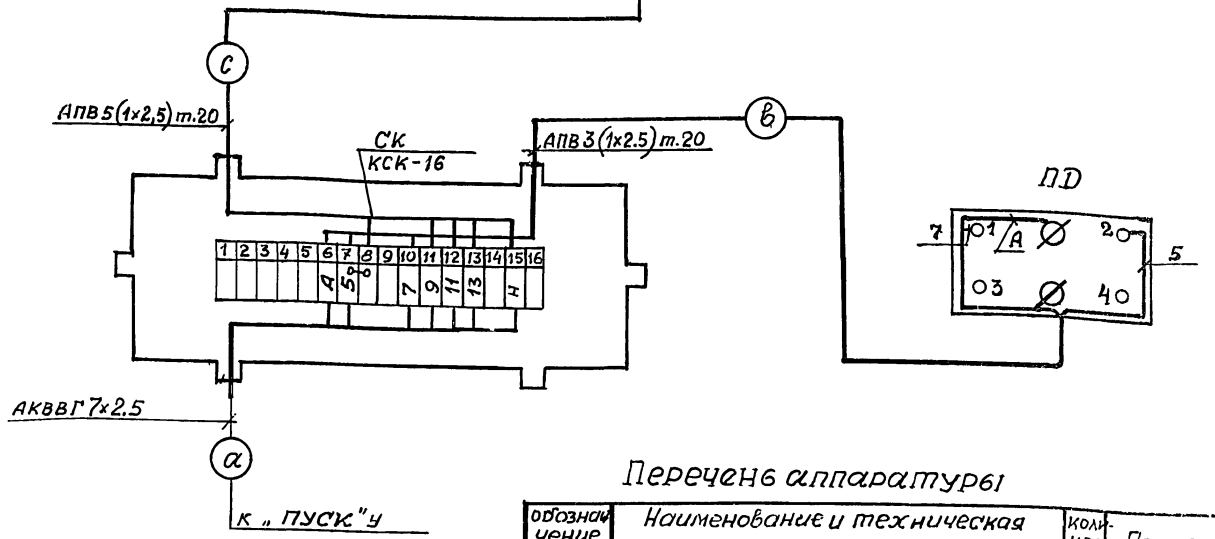 с
АПВ5(1х2,5)т.20
СК
КСК-16
АПВ3(1х2.5)т.20
в
ПД
1 2 3 4 5 6 7 8 9 10 11 12 13 14 15 16
А 5 7 9 11 13 Н
7 1 А 2 5
3 4
АКВВГ 7х2.5
а
к „ПУСК"у
Перечень аппаратуры
обозначение
Наименование и техническая
коли-